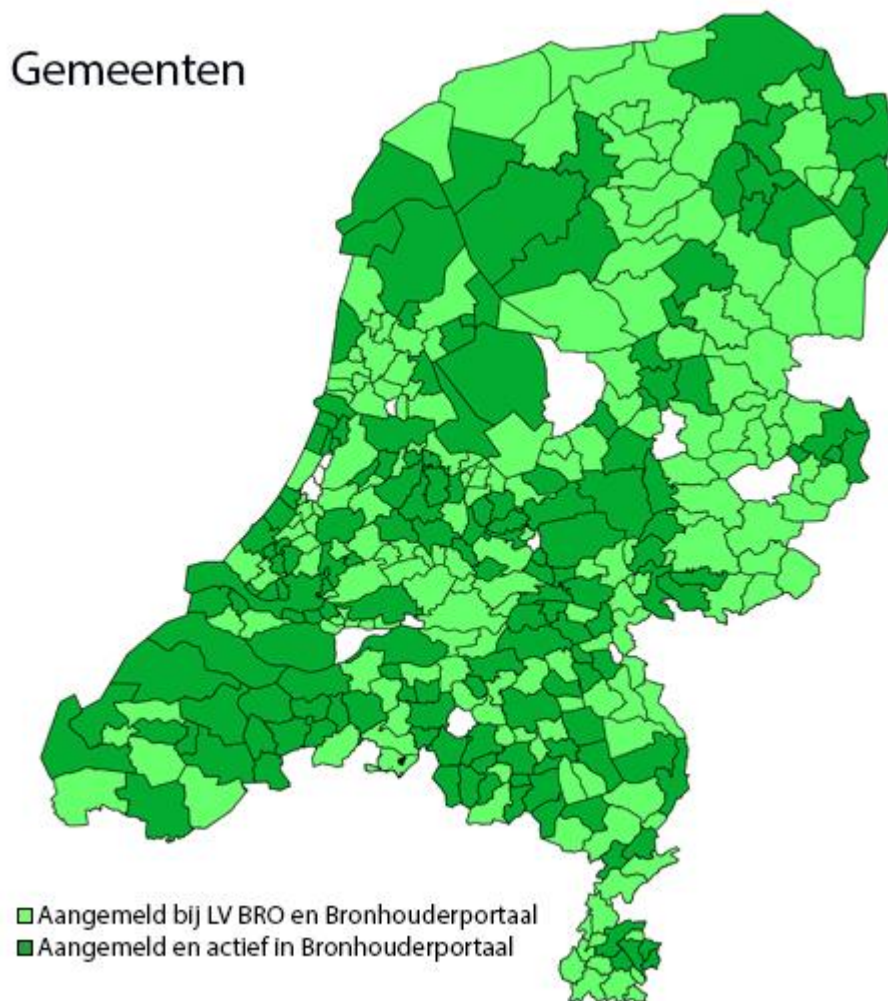 Gemeenten
Aangemeld bij LV BRO en Bronhouderportaal
Aangemeld en actief in Bronhouderportaal